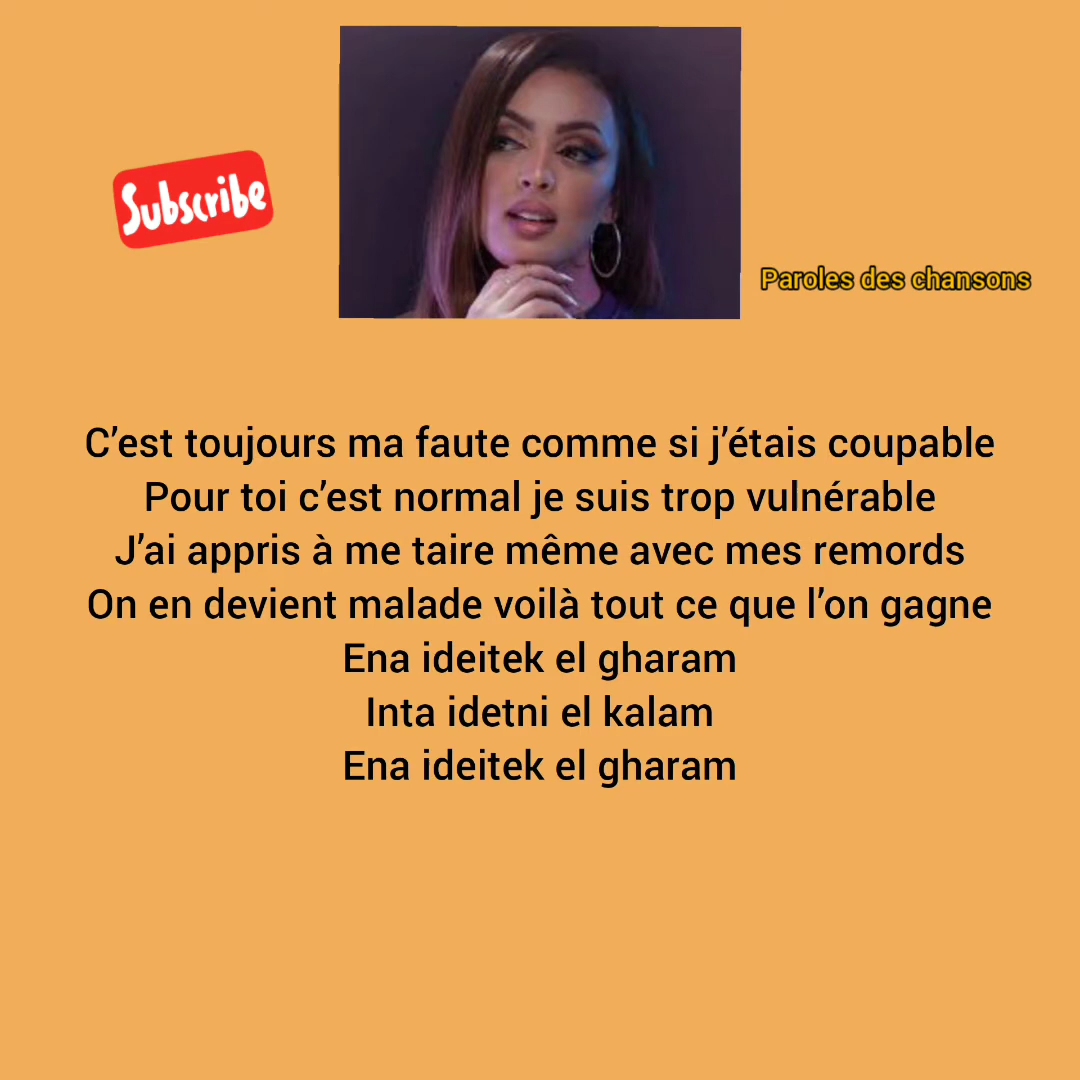 Subscribe
Paroles des chansons
C’est toujours ma faute comme si j’étais coupable
Pour toi c’est normal je suis trop vulnérable
J’ai appris à me taire même avec mes remords
On en devient malade voilà tout ce que l’on gagne
Ena ideitek el gharam
Inta idetni el kalam
Ena ideitek el gharam